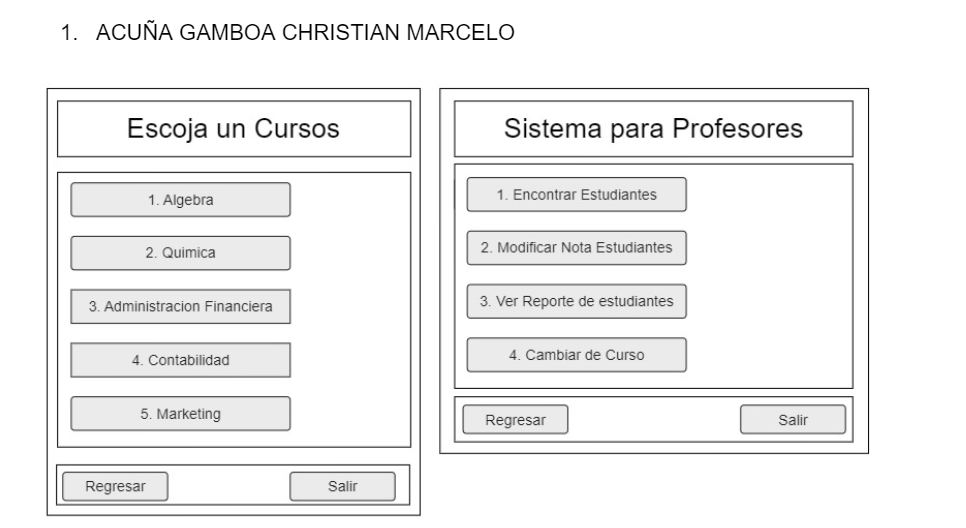 1. ACUÑA GAMBOA CHRISTIAN MARCELO
Escoja un Cursos
1. Algebra
2. Quimica
3. Administracion Financiera
4. Contabilidad
5. Marketing
Regresar
Salir
Sistema para Profesores
1. Encontrar Estudiantes
2. Modificar Nota Estudiantes
3. Ver Reporte de estudiantes
4. Cambiar de Curso
Regresar
Salir